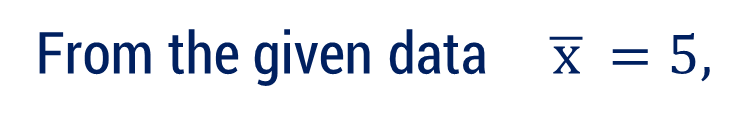 From the given data x̅ = 5,